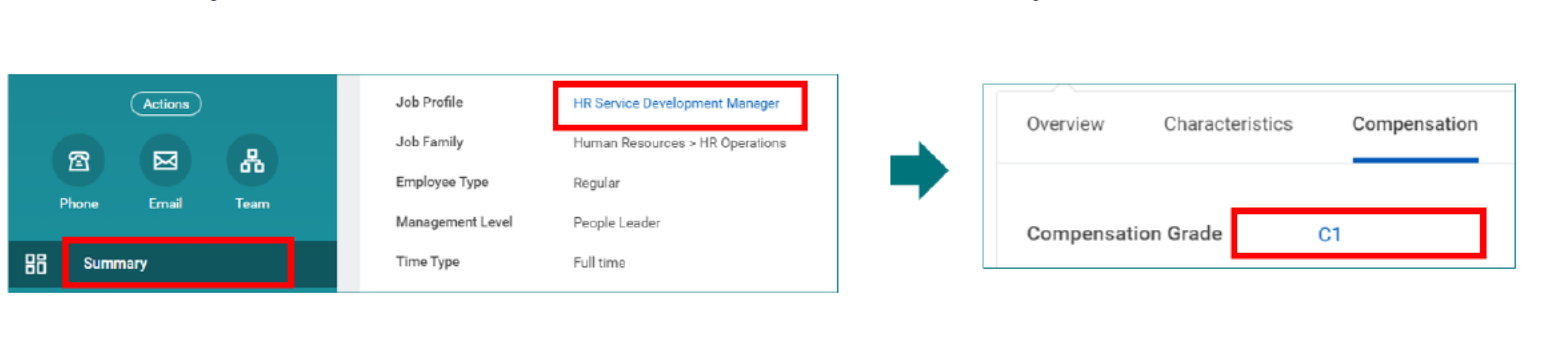 Actions
Phone Email Team
Summary
Job Profile HR Service Development Manager
Job Family Human Resources > HR Operations
Employee Type Regular
Management Level People Leader
Time Type Full time
Overview Characteristics Compensation
Compensation Grade C1